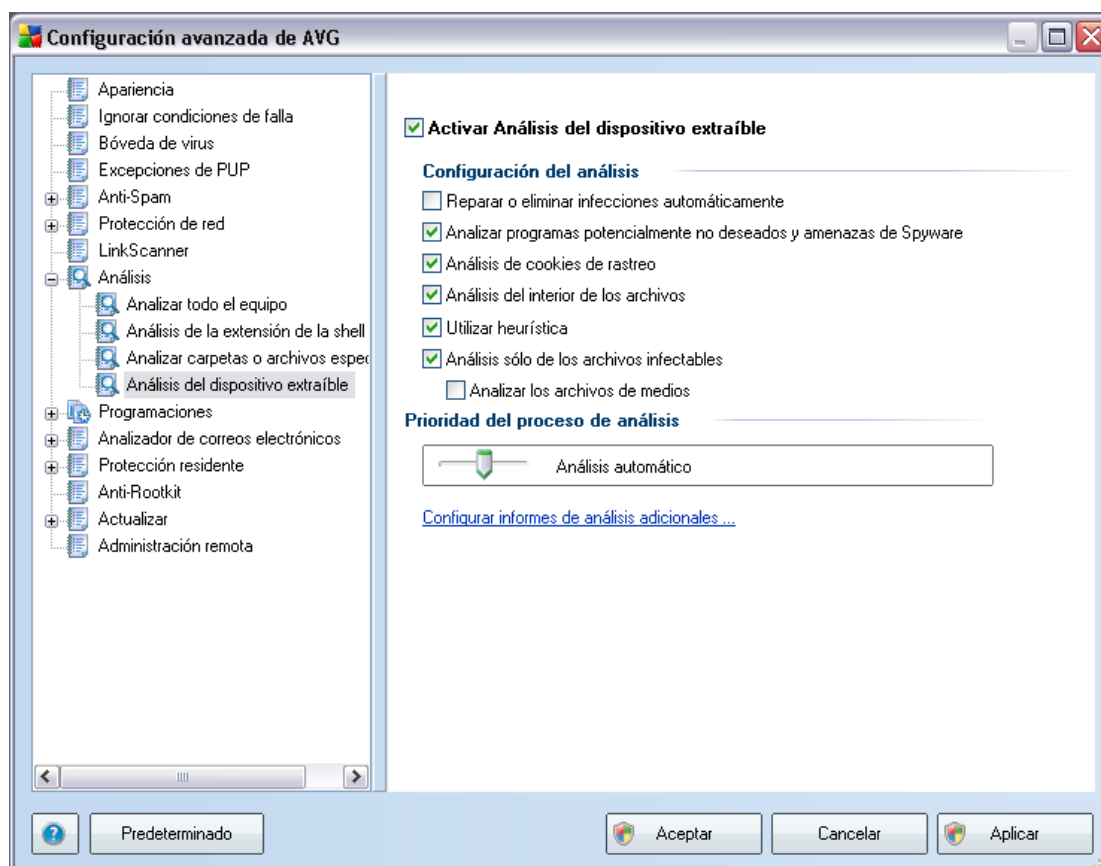 Configuración avanzada de AVG
Apariencia
Ignorar condiciones de falla
Bóveda de virus
Excepciones de PUP
Anti-Spam
Protección de red
LinkScanner
Análisis
Analizar todo el equipo
Análisis de la extensión de la shell
Analizar carpetas o archivos espec
Análisis del dispositivo extraíble
Programaciones
Analizador de correos electrónicos
Protección residente
Anti-Rootkit
Actualizar
Administración remota
Activar Análisis del dispositivo extraíble
Configuración del análisis
Reparar o eliminar infecciones automáticamente
Analizar programas potencialmente no deseados y amenazas de Spyware
Análisis de cookies de rastreo
Análisis del interior de los archivos
Utilizar heurística
Análisis sólo de los archivos infectables
Analizar los archivos de medios
Prioridad del proceso de análisis
Análisis automático
Configurar informes de análisis adicionales ...
Predeterminado
Aceptar
Cancelar
Aplicar